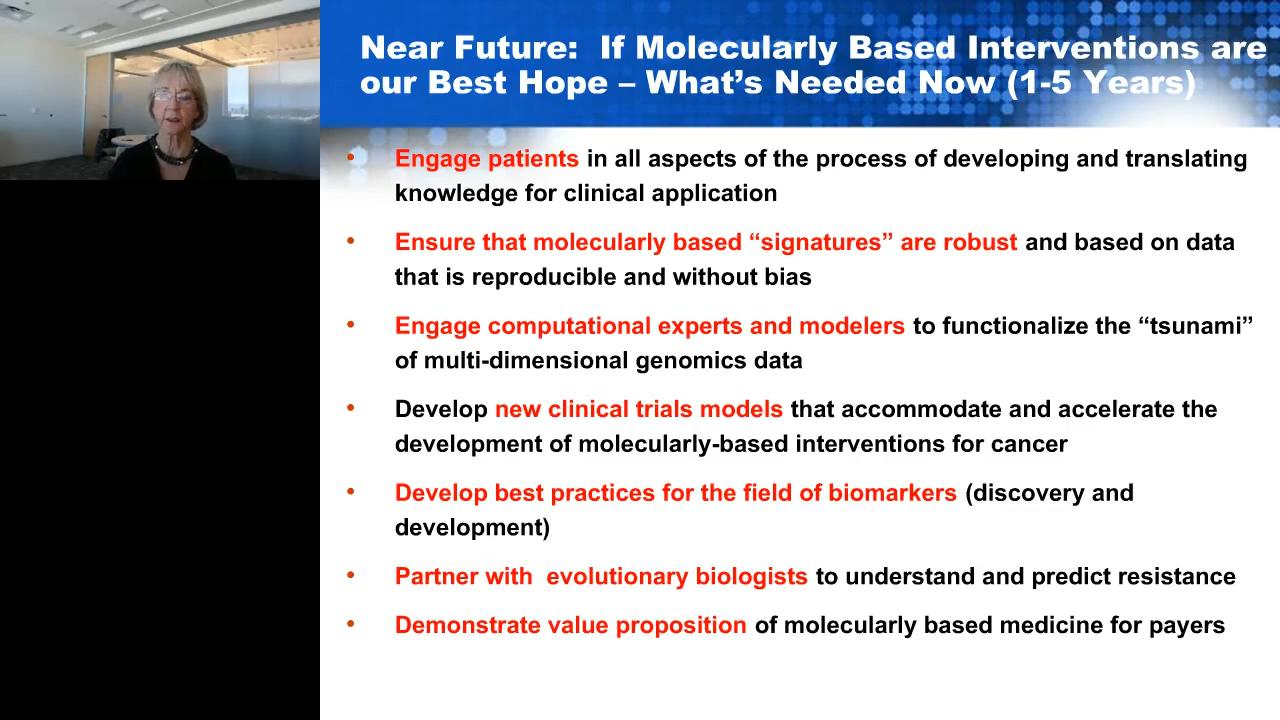 Near Future:  If Molecularly Based Interventions are
our Best Hope – What’s Needed Now (1-5 Years)
• Engage patients in all aspects of the process of developing and translating
knowledge for clinical application
• Ensure that molecularly based “signatures” are robust and based on data
that is reproducible and without bias
• Engage computational experts and modelers to functionalize the “tsunami”
of multi-dimensional genomics data
• Develop new clinical trials models that accommodate and accelerate the
development of molecularly-based interventions for cancer
• Develop best practices for the field of biomarkers (discovery and
development)
• Partner with  evolutionary biologists to understand and predict resistance
• Demonstrate value proposition of molecularly based medicine for payers